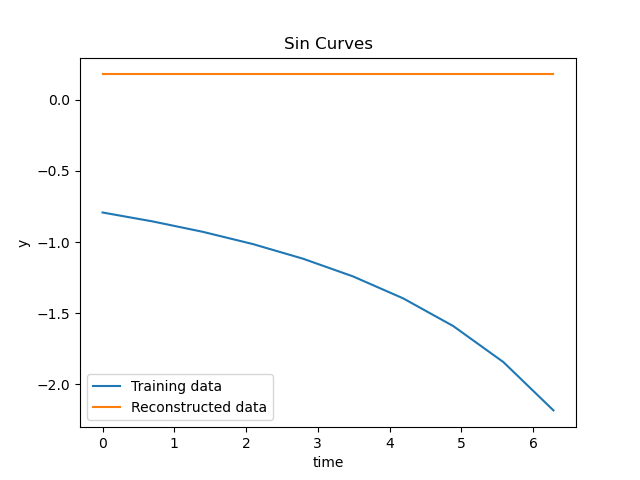 Sin Curves
0.0
−0.5
−1.0
−1.5
−2.0
y
Training data
Reconstructed data
0 1 2 3 4 5 6
time